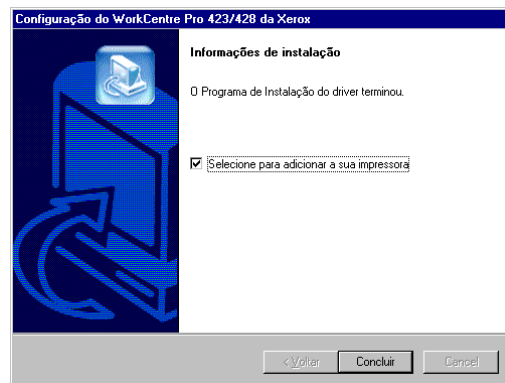 Configuração do WorkCentre Pro 423/428 da Xerox
Informações de instalação
O Programa de Instalação do driver terminou.
Selecione para adicionar a sua impressora
< Voltar
Concluir
Cancel